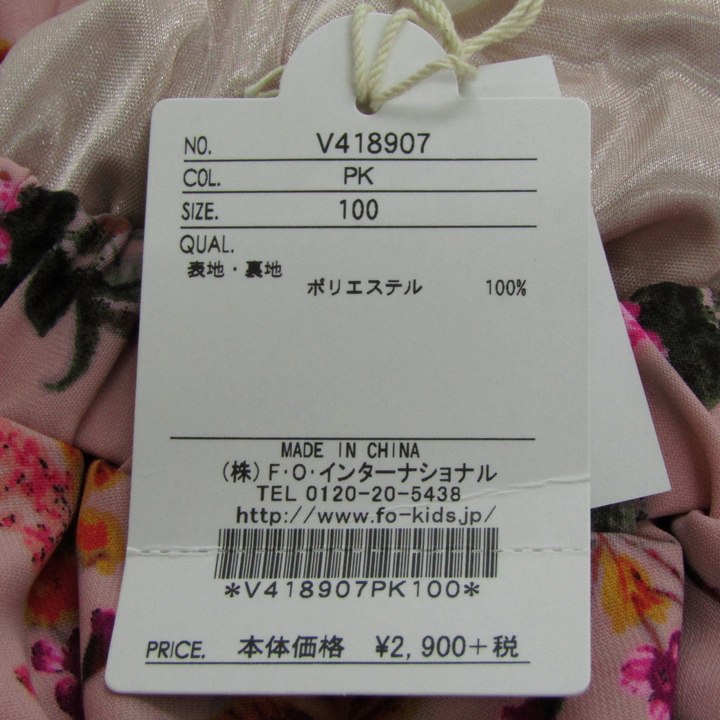 NO. V418907
COL. PK
SIZE. 100
QUAL.
表地・裏地
ポリエステル 100%
MADE IN CHINA
(株)F・O・インターナショナル
TEL 0120-20-5438
http://www.fo-kids.jp/
*V418907PK100*
PRICE. 本体価格 ¥2,900+税